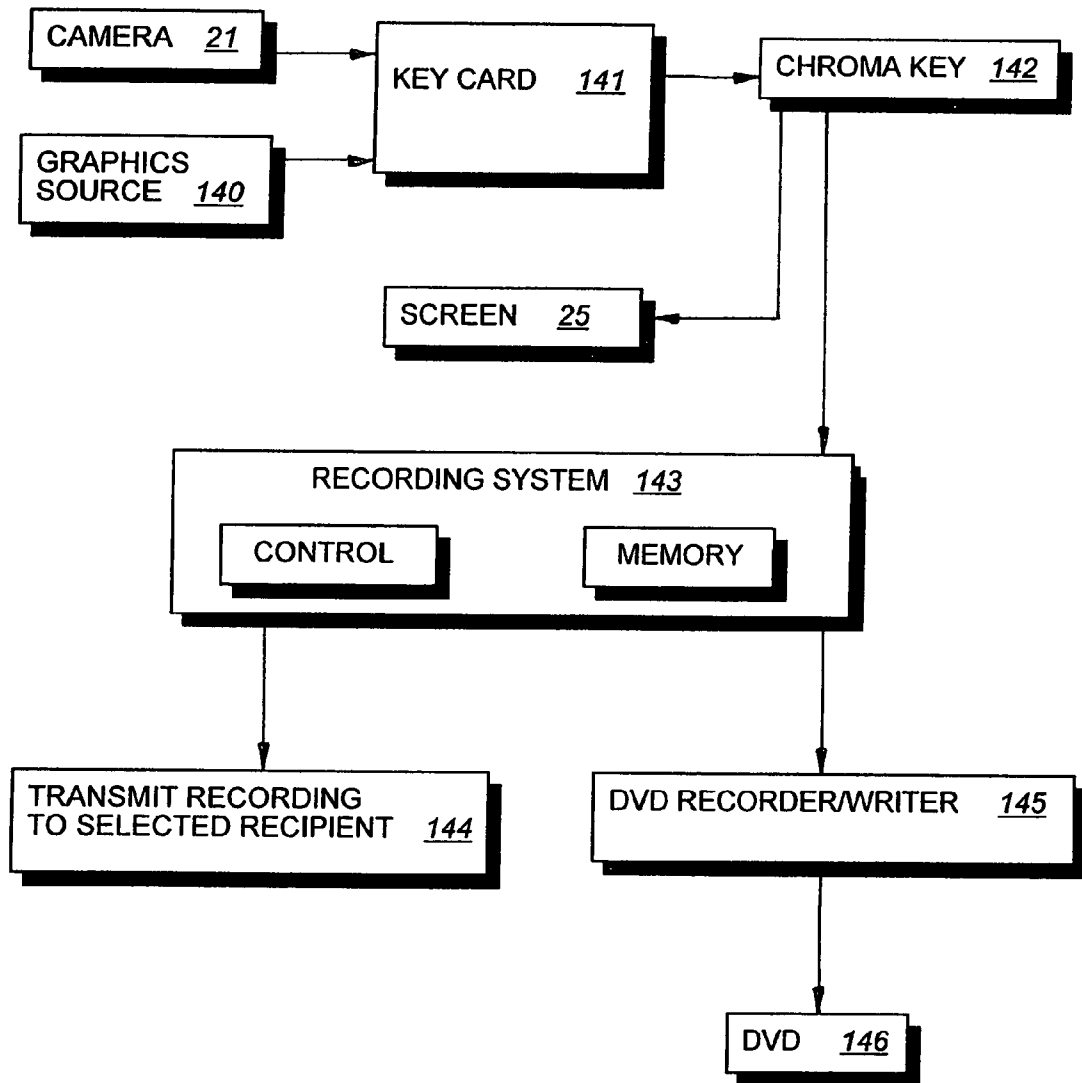 CAMERA 21
KEY CARD 141
CHROMA KEY 142
GRAPHICS
SOURCE 140
SCREEN 25
RECORDING SYSTEM 143
CONTROL
MEMORY
TRANSMIT RECORDING
TO SELECTED RECIPIENT 144
DVD RECORDER/WRITER 145
DVD 146